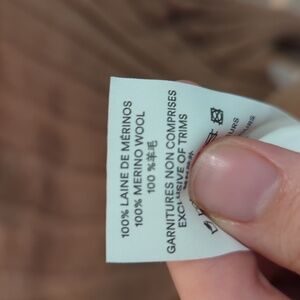 100% LAINE DE MÉRINOS
100% MERINO WOOL
100 %羊毛
GARNITURES NON COMPRISES
EXCLUSIVE OF TRIMS